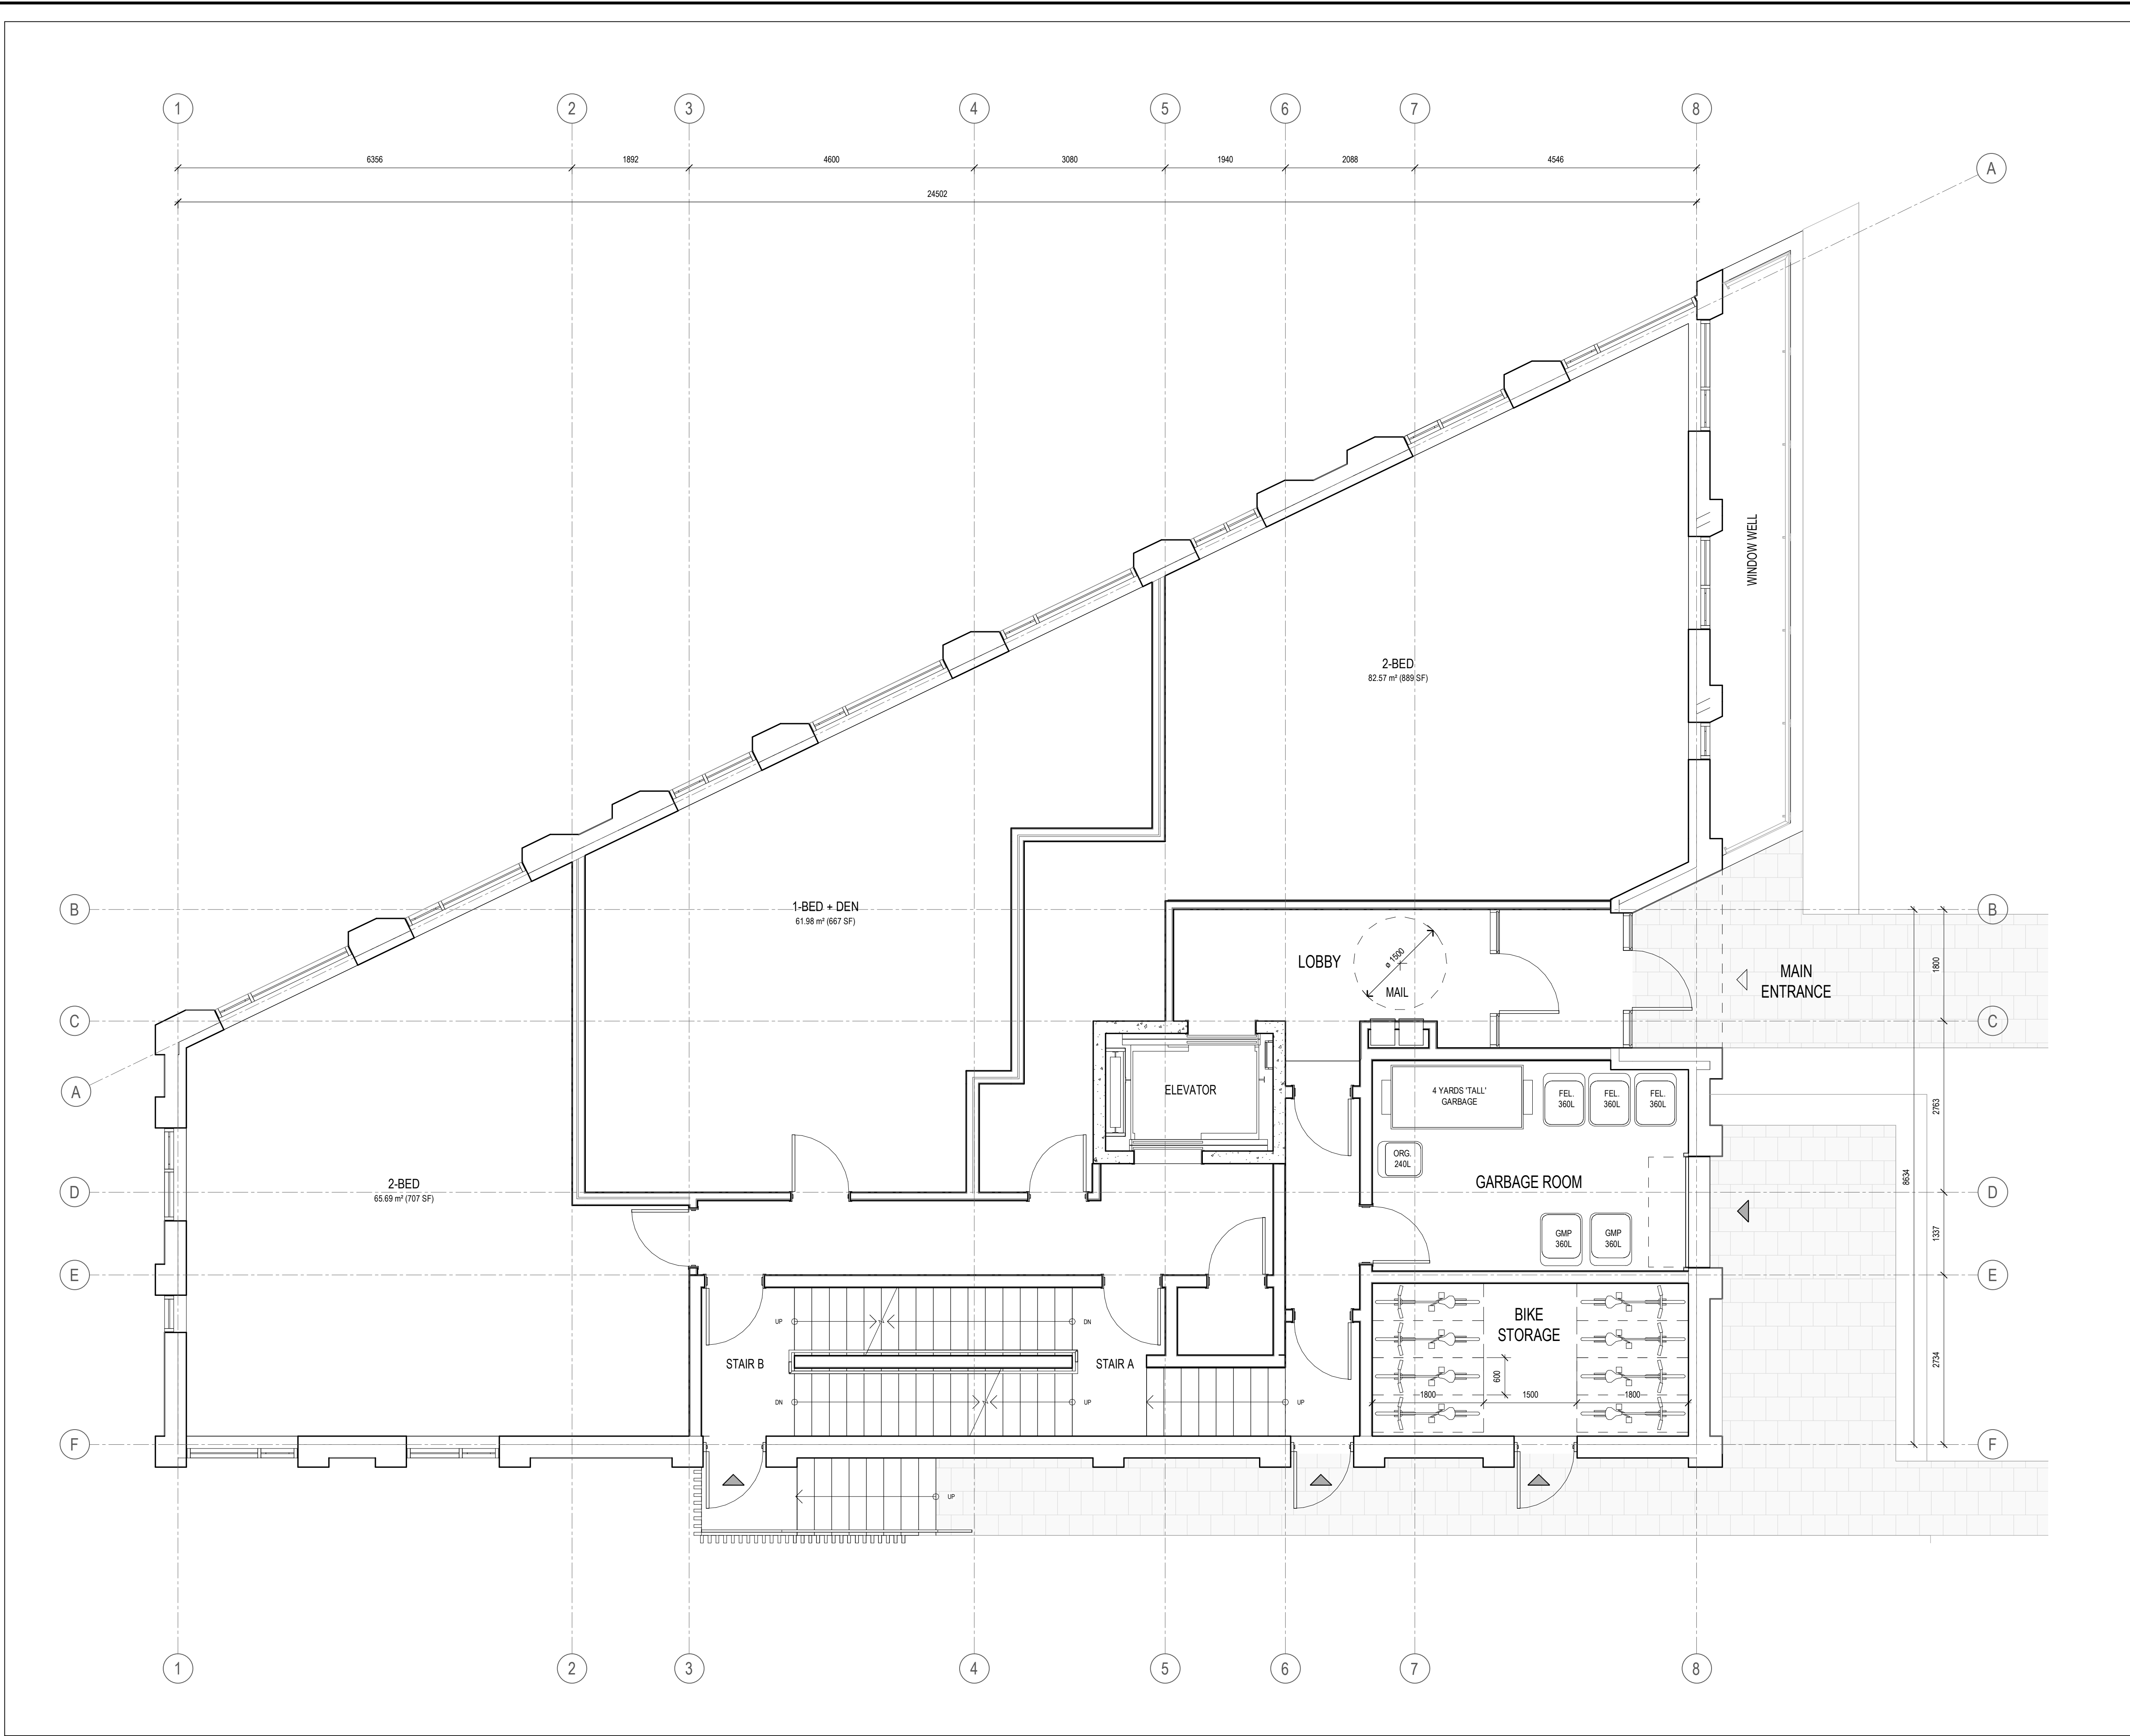 1 2 3 4 5 6 7 8
6356 1892 4600 3080 1940 2088 4546
24502
A
WINDOW WELL
2-BED
82.57 m² (889 SF)
1-BED + DEN
61.98 m² (667 SF)
B
B
LOBBY
ø 1500
MAIL
MAIN
ENTRANCE
1800
C
C
A
ELEVATOR
4 YARDS 'TALL'
GARBAGE
FEL.
360L
FEL.
360L
FEL.
360L
2763
ORG.
240L
GARBAGE ROOM
8634
2-BED
65.69 m² (707 SF)
D
D
GMP
360L
GMP
360L
1337
E
E
BIKE
STORAGE
UP
DN
STAIR B
STAIR A
600
2734
1800
1500
1800
DN
UP
UP
F
F
UP
1 2 3 4 5 6 7 8